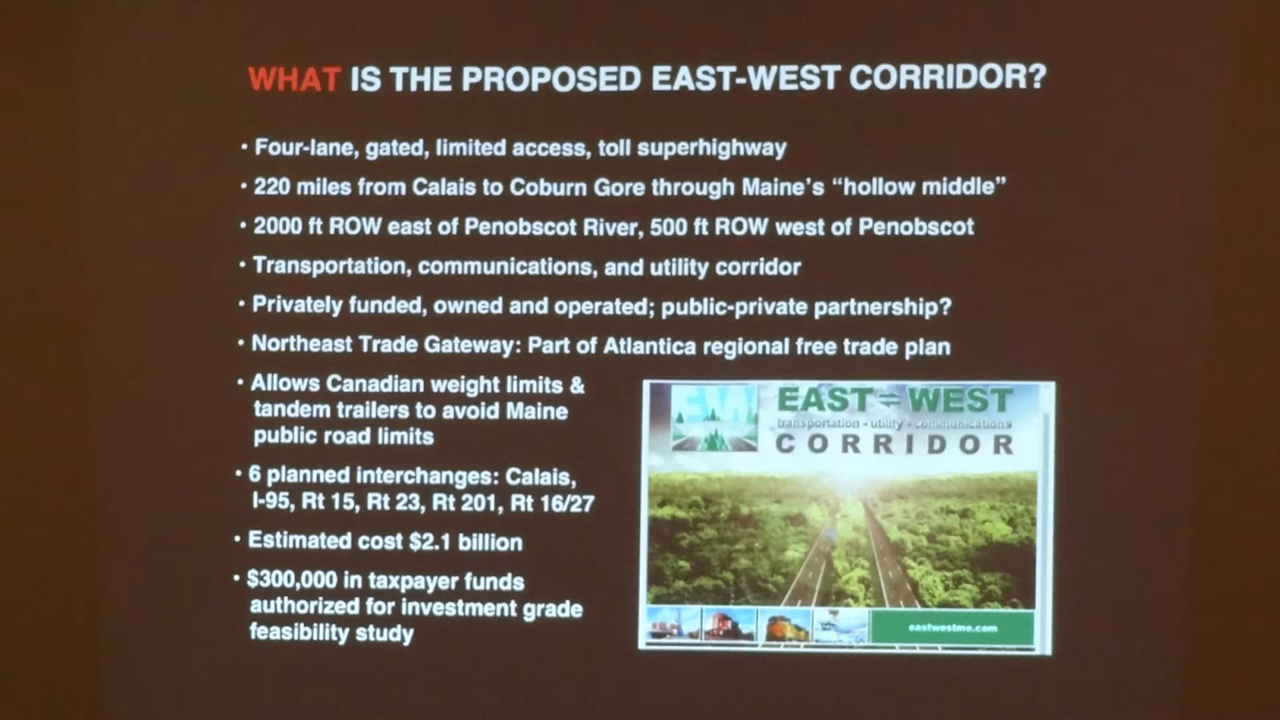 WHAT IS THE PROPOSED EAST-WEST CORRIDOR?
• Four-lane, gated, limited access, toll superhighway
• 220 miles from Calais to Coburn Gore through Maine's “hollow middle”
• 2000 ft ROW east of Penobscot River, 500 ft ROW west of Penobscot
• Transportation, communications, and utility corridor
• Privately funded, owned and operated; public-private partnership?
• Northeast Trade Gateway: Part of Atlantica regional free trade plan
• Allows Canadian weight limits &
tandem trailers to avoid Maine
public road limits
• 6 planned interchanges: Calais,
I-95, Rt 15, Rt 23, Rt 201, Rt 16/27
• Estimated cost $2.1 billion
• $300,000 in taxpayer funds
authorized for investment grade
feasibility study
EW
EAST WEST
transportation - utility - communications
CORRIDOR
eastwestme.com